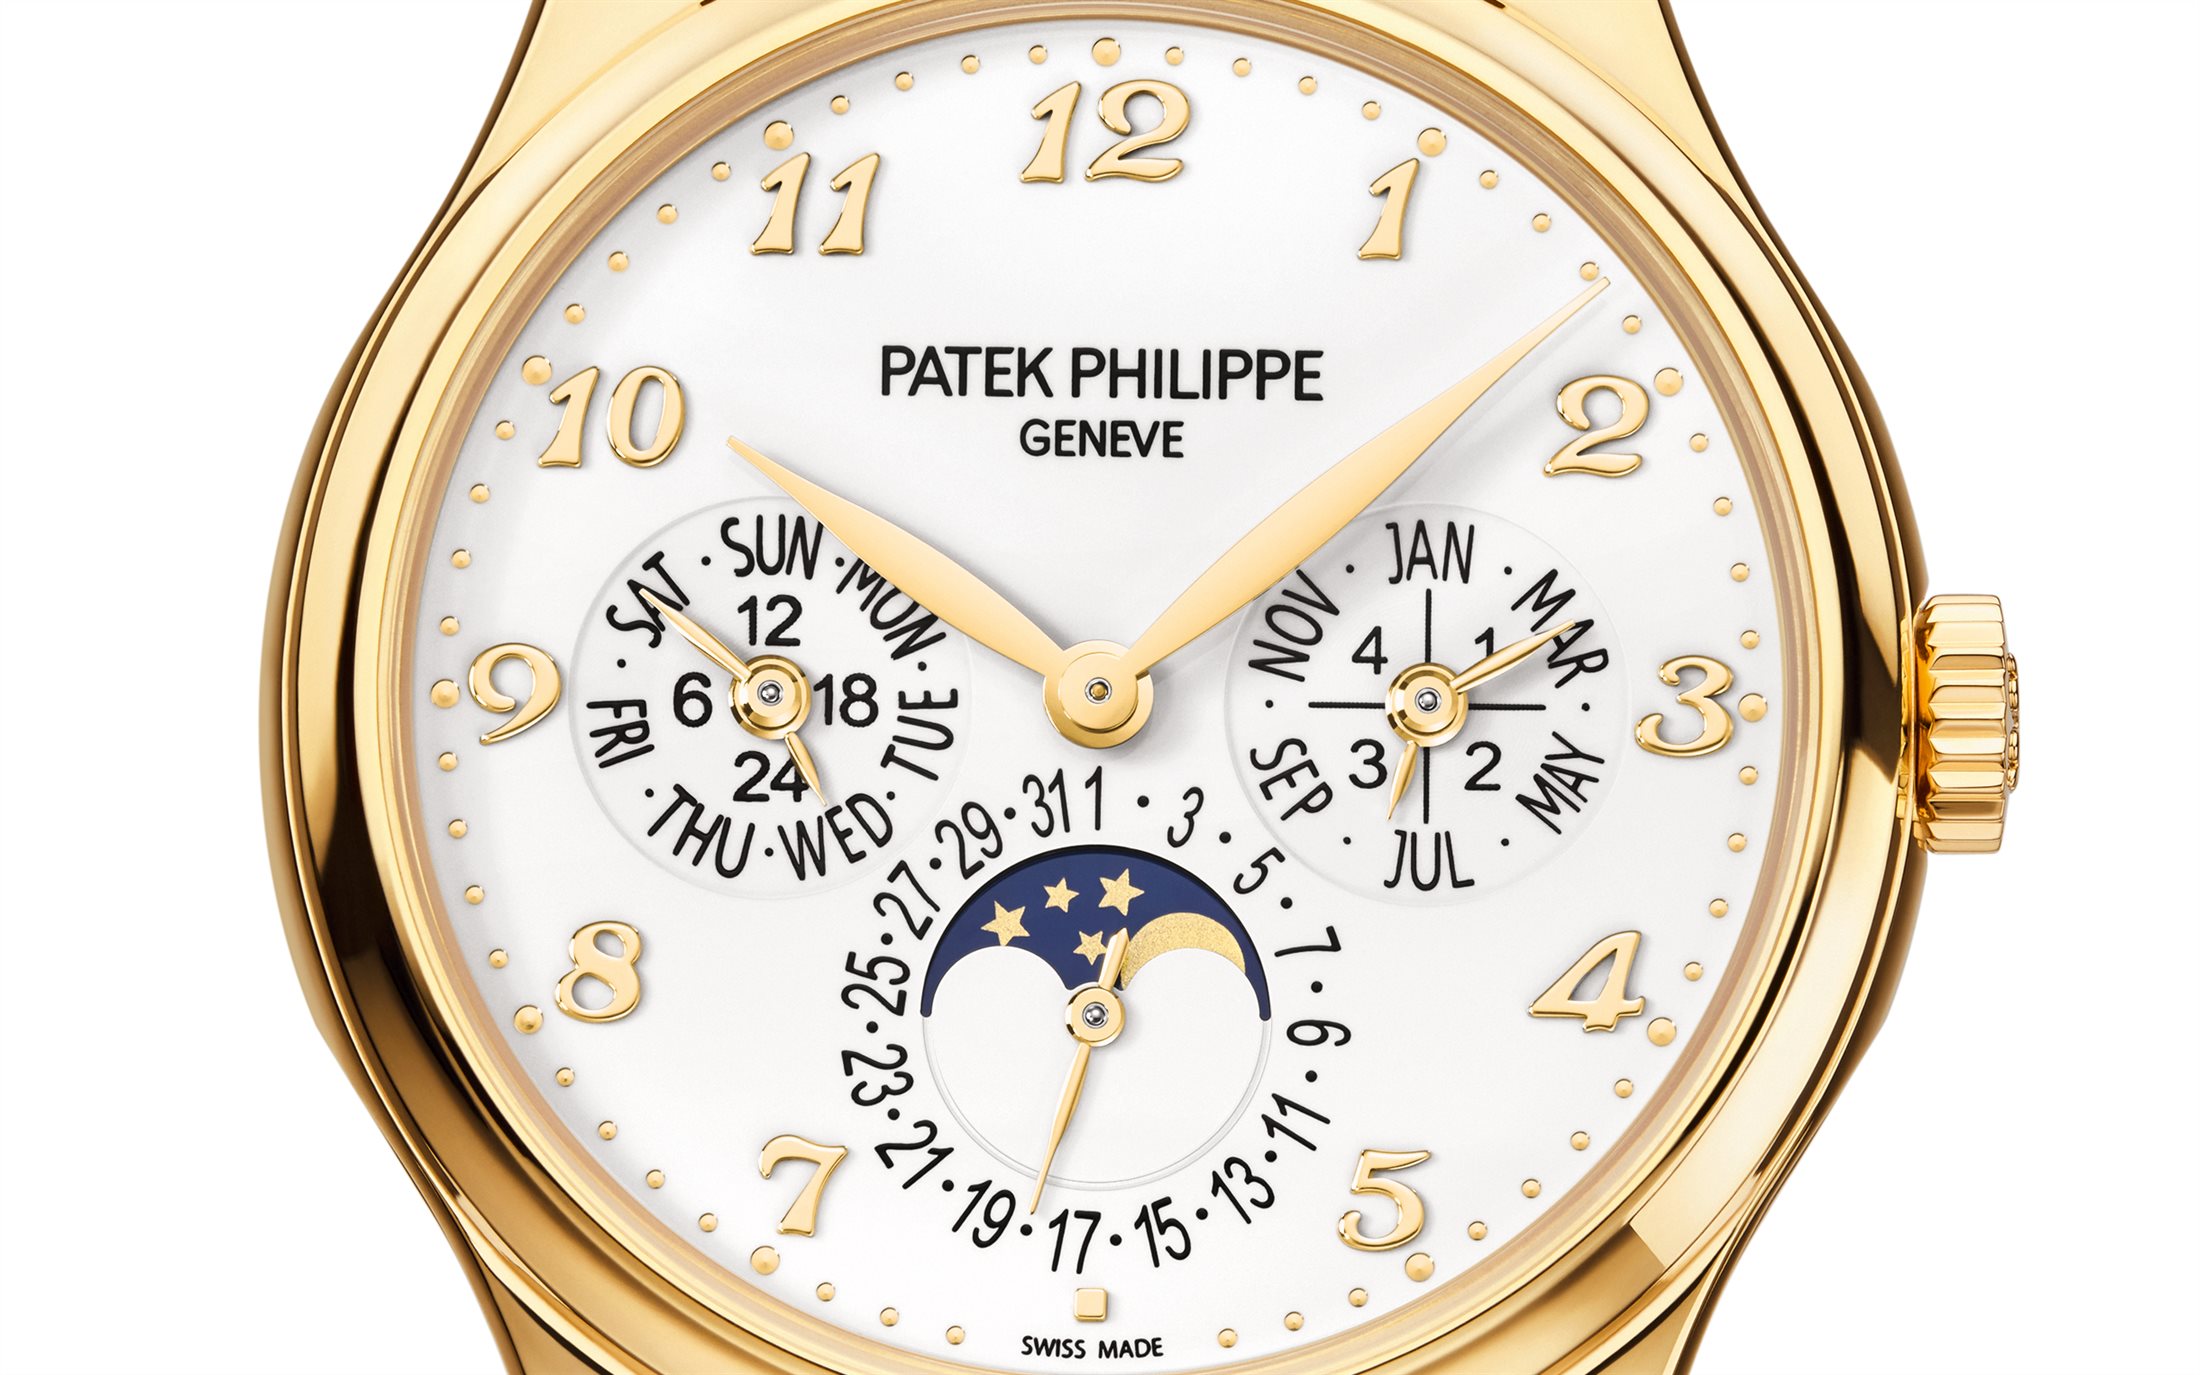 12
1
2
3
4
5
7
8
9
10
11
PATEK PHILIPPE
GENEVE
SUN · MON · TUE · WED · THU · FRI · SAT ·
12
6 18
24
JAN · MAR · MAY · JUL · SEP · NOV ·
4 1
3 2
1 · 3 · 5 · 7 · 9 · 11 · 13 · 15 · 17 · 19 · 21 · 23 · 25 · 27 · 29 · 31
SWISS MADE